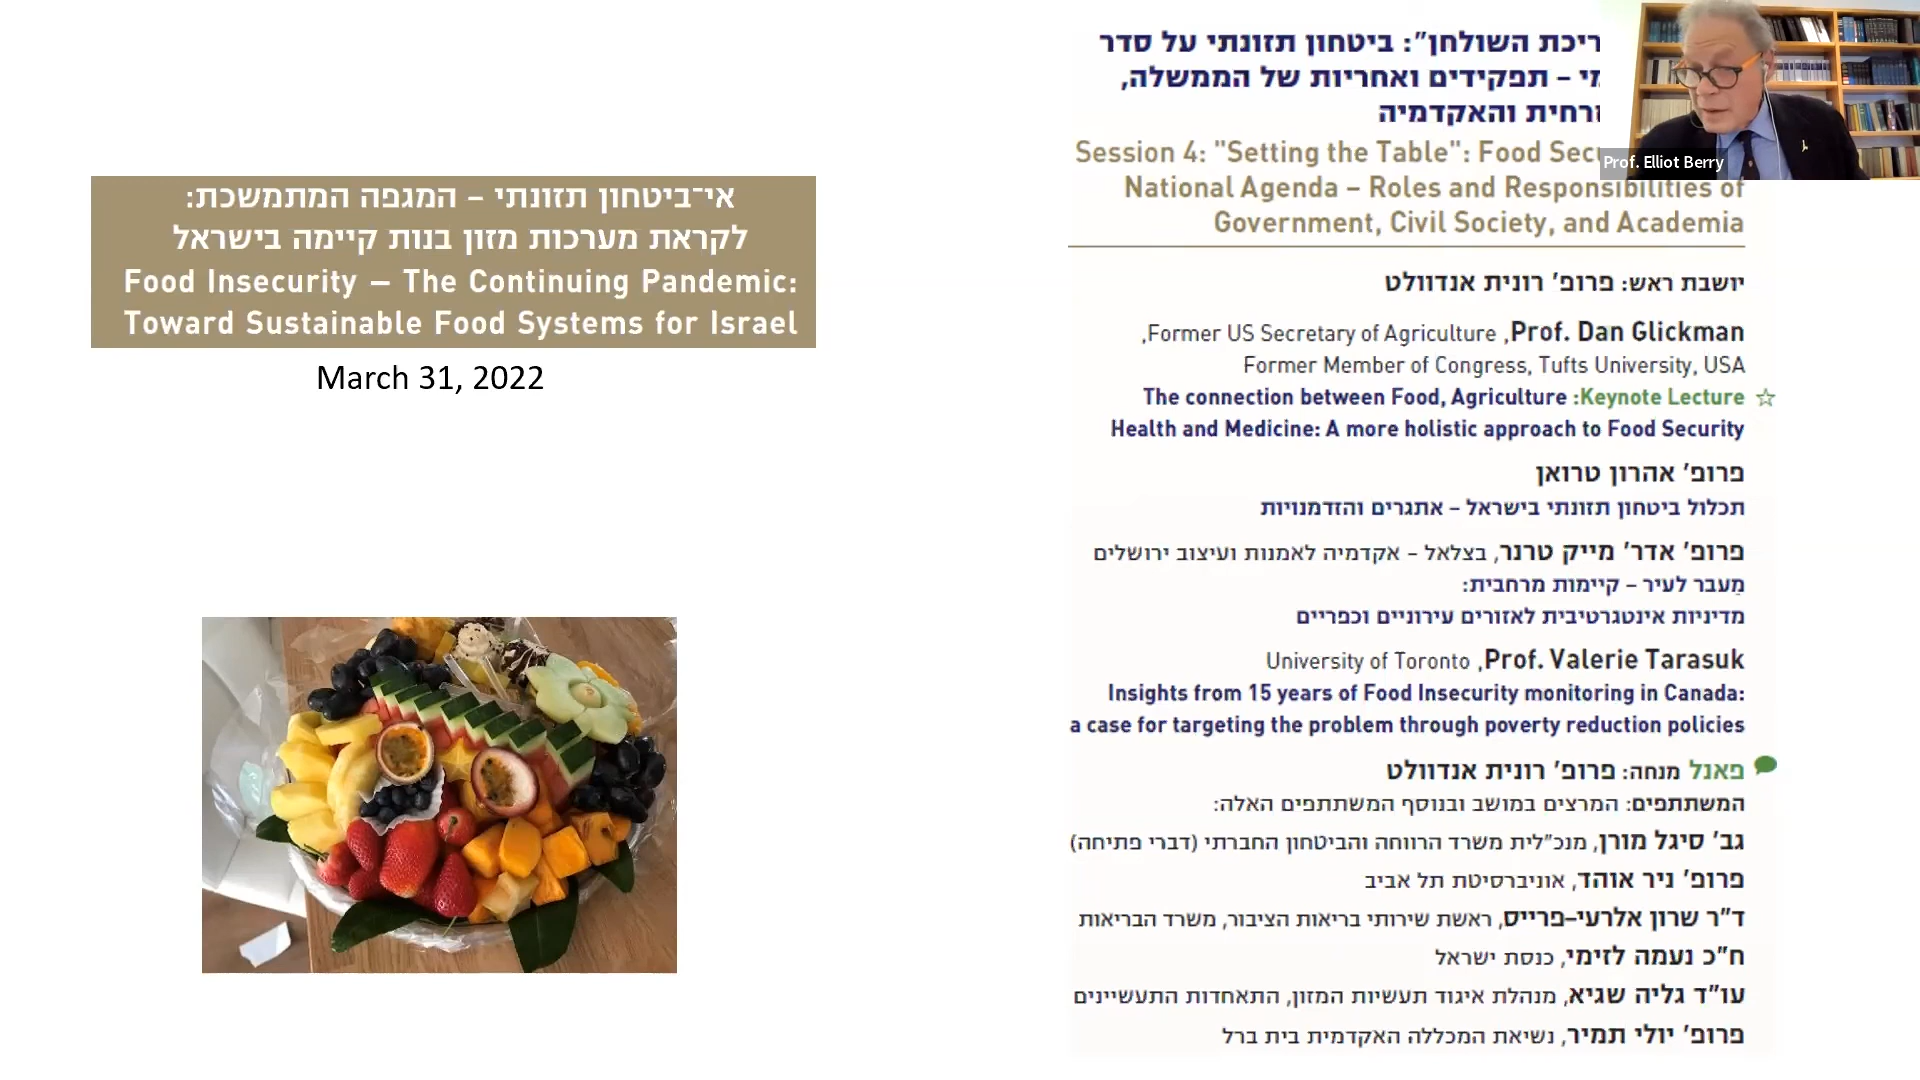 אי־ביטחון תזונתי – המגפה המתמשכת:
לקראת מערכות מזון בנות קיימה בישראל
Food Insecurity – The Continuing Pandemic:
Toward Sustainable Food Systems for Israel
March 31, 2022
השולחן": ביטחון תזונתי על סדר
– תפקידים ואחריות של הממשלה,
והאקדמיה
Session 4: "Setting the Table": Food
National Agenda – Roles and Responsibilities of
Government, Civil Society, and Academia
יושבת ראש: פרופ' רונית אנדוולט
,Former US Secretary of Agriculture ,Prof. Dan Glickman
Former Member of Congress, Tufts University, USA
The connection between Food, Agriculture :Keynote Lecture ☆
Health and Medicine: A more holistic approach to Food Security
פרופ' אהרון טרואן
תכלול ביטחון תזונתי בישראל – אתגרים והזדמנויות
פרופ' אדר' מייק טרנר, בצלאל – אקדמיה לאמנות ועיצוב ירושלים
מֵעבר לעיר – קיימות מרחבית:
מדיניות אינטגרטיבית לאזורים עירוניים וכפריים
University of Toronto ,Prof. Valerie Tarasuk
Insights from 15 years of Food Insecurity monitoring in Canada:
a case for targeting the problem through poverty reduction policies
פאנל מנחה: פרופ' רונית אנדוולט
המשתתפים: המרצים במושב ובנוסף המשתתפים האלה:
גב' סיגל מורן, מנכ"לית משרד הרווחה והביטחון החברתי (דברי פתיחה)
פרופ' ניר אוהד, אוניברסיטת תל אביב
ד"ר שרון אלרעי–פרייס, ראשת שירותי בריאות הציבור, משרד הבריאות
ח"כ נעמה לזימי, כנסת ישראל
עו"ד גליה שגיא, מנהלת איגוד תעשיות המזון, התאחדות התעשיינים
פרופ' יולי תמיר, נשיאת המכללה האקדמית בית ברל
Prof. Elliot Berry